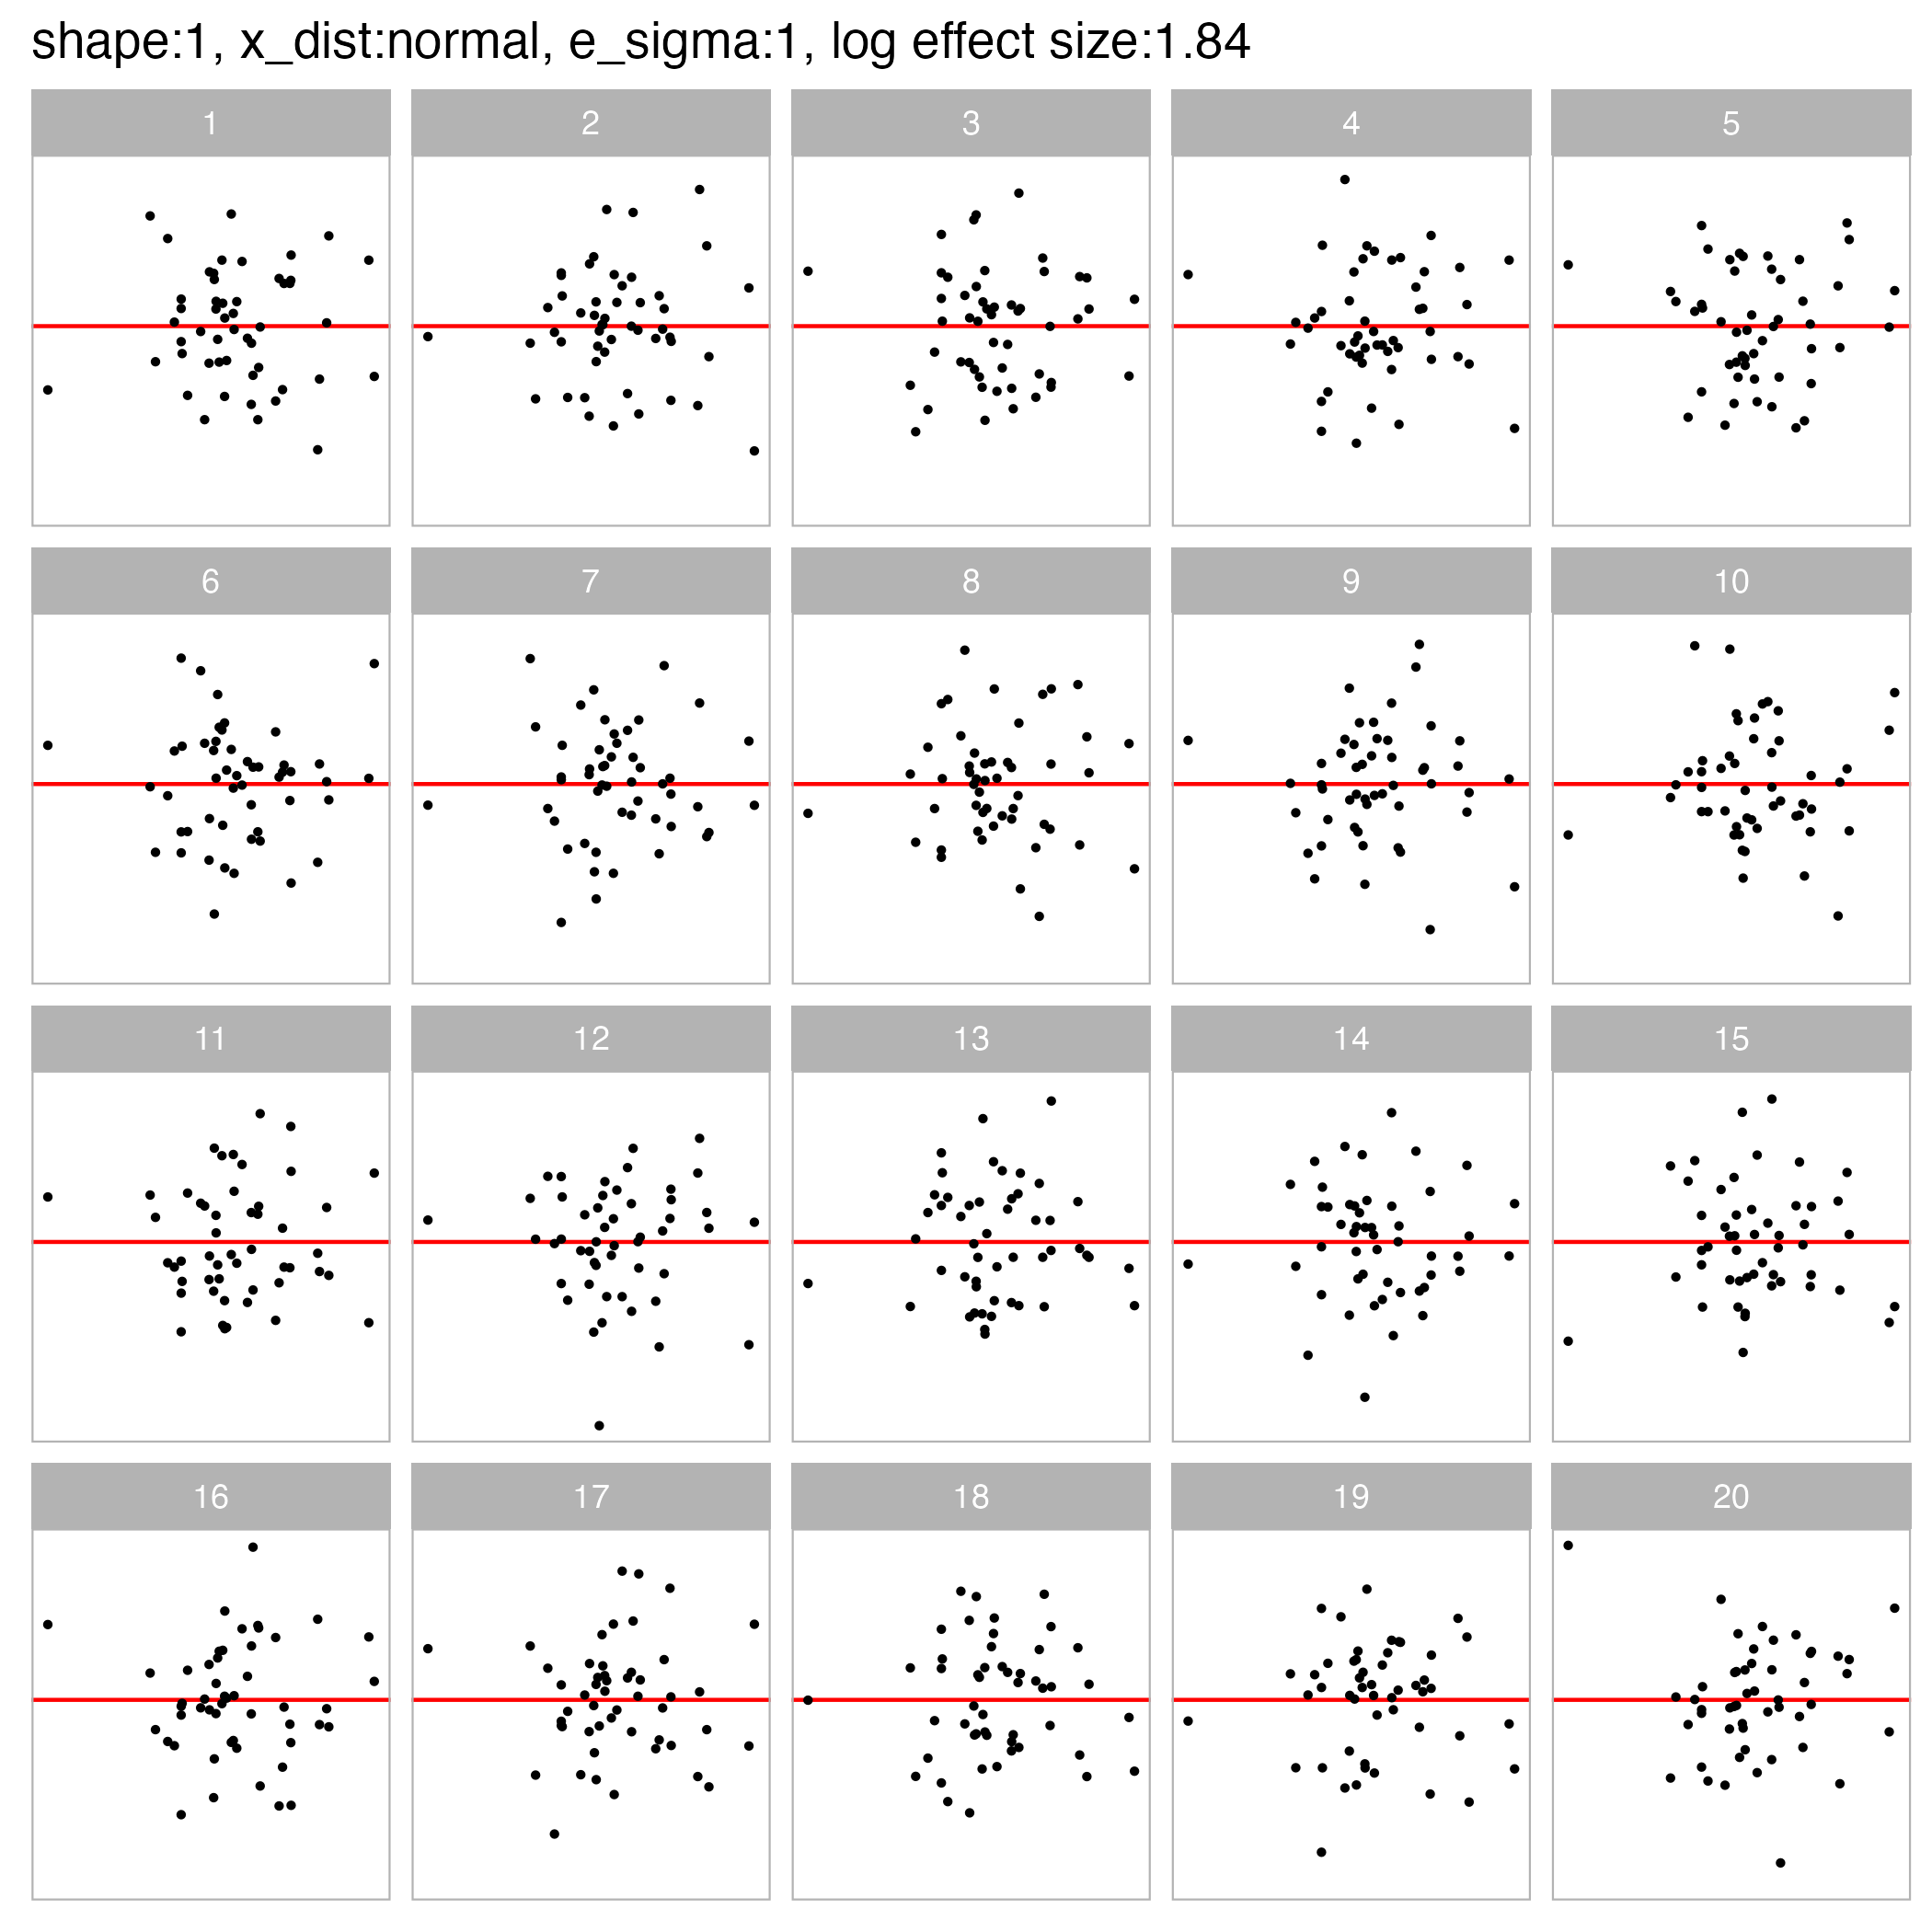 shape:1, x_dist:normal, e_sigma:1, log effect size:1.84
1 2 3 4 5
6 7 8 9 10
11 12 13 14 15
16 17 18 19 20